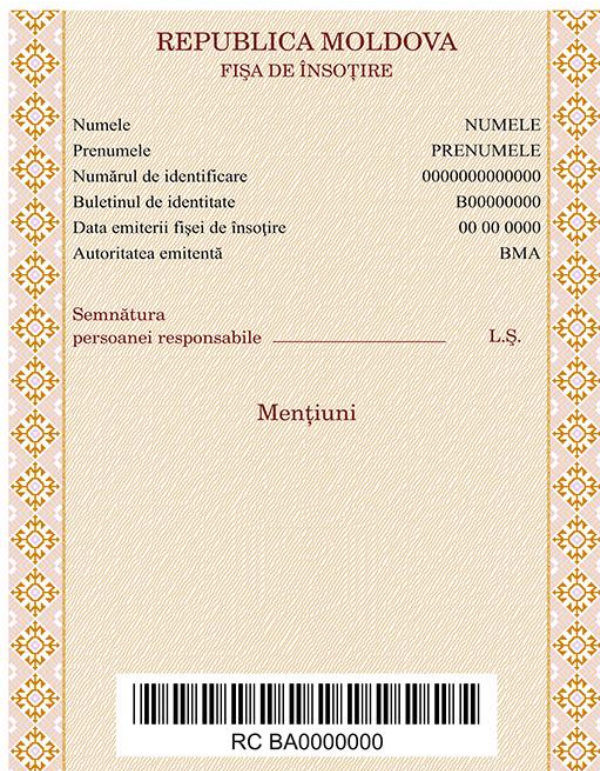 REPUBLICA MOLDOVA
FIŞA DE ÎNSOŢIRE
Numele NUMELE
Prenumele PRENUMELE
Numărul de identificare 0000000000000
Buletinul de identitate B00000000
Data emiterii fişei de însoţire 00 00 0000
Autoritatea emitentă BMA
Semnătura
persoanei responsabile L.Ş.
Menţiuni
RC BA0000000